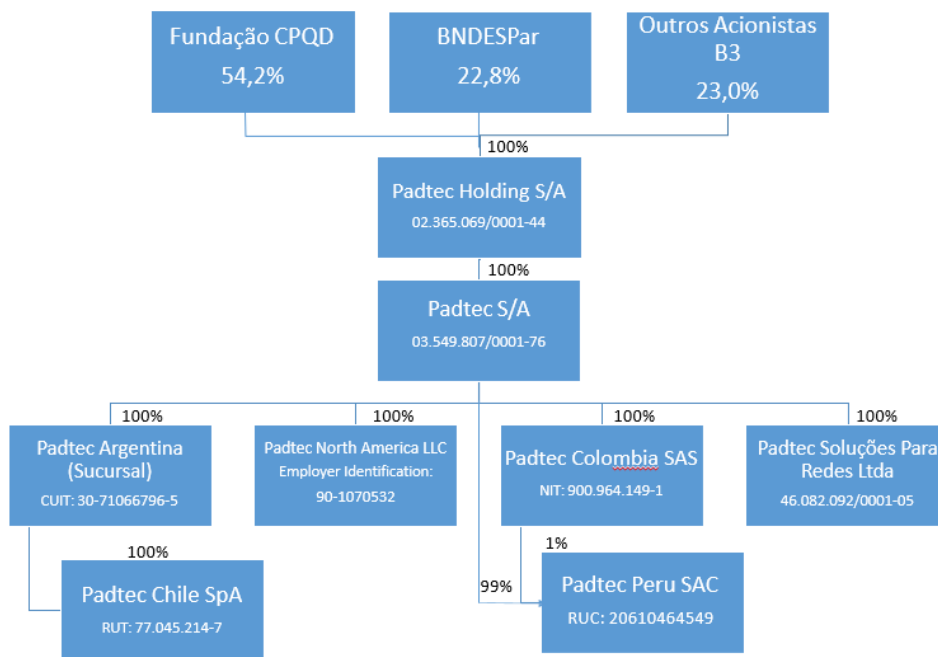 Fundação CPQD
54,2%
BNDESPar
22,8%
Outros Acionistas
B3
23,0%
100%
Padtec Holding S/A
02.365.069/0001-44
100%
Padtec S/A
03.549.807/0001-76
100%
100%
100%
100%
Padtec Argentina
(Sucursal)
CUIT: 30-71066796-5
Padtec North America LLC
Employer Identification:
90-1070532
Padtec Colombia SAS
NIT: 900.964.149-1
Padtec Soluções Para
Redes Ltda
46.082.092/0001-05
100%
Padtec Chile SpA
RUT: 77.045.214-7
1%
99%
Padtec Peru SAC
RUC: 20610464549